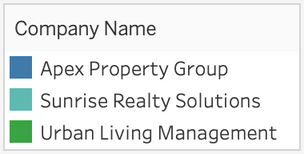 Company Name
Apex Property Group
Sunrise Realty Solutions
Urban Living Management